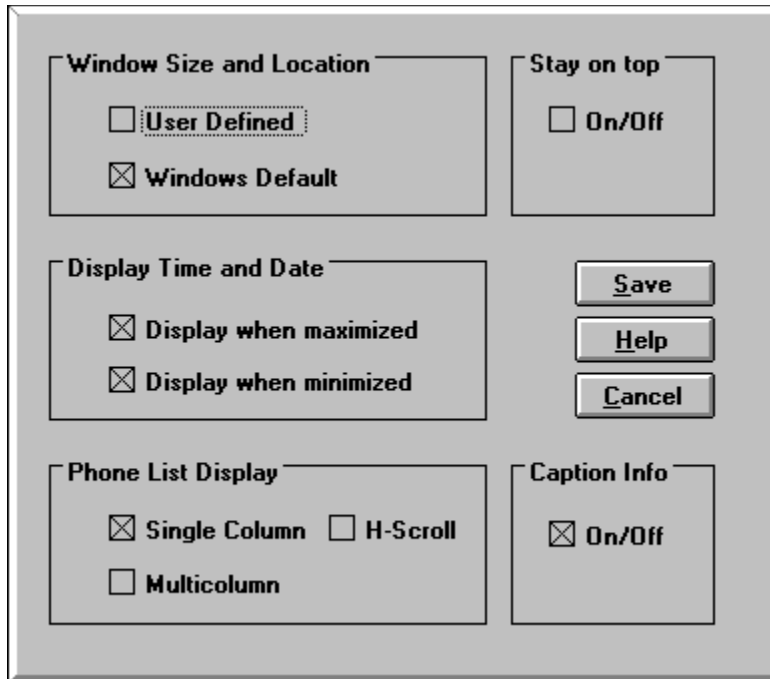 Window Size and Location
User Defined
Windows Default
Stay on top
On/Off
Display Time and Date
Display when maximized
Display when minimized
Save
Help
Cancel
Phone List Display
Single Column
H-Scroll
Multicolumn
Caption Info
On/Off